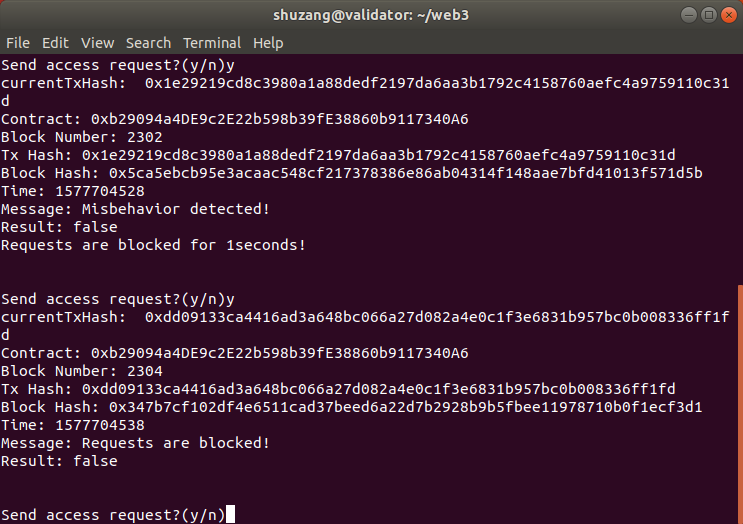 shuzang@validator: ~/web3
File Edit View Search Terminal Help
Send access request?(y/n)y
currentTxHash:  0x1e29219cd8c3980a1a88dedf2197da6aa3b1792c4158760aefc4a9759110c31
d
Contract: 0xb29094a4DE9c2E22b598b39fE38860b9117340A6
Block Number: 2302
Tx Hash: 0x1e29219cd8c3980a1a88dedf2197da6aa3b1792c4158760aefc4a9759110c31d
Block Hash: 0x5ca5ebcb95e3acaac548cf217378386e86ab04314f148aae7bfd41013f571d5b
Time: 1577704528
Message: Misbehavior detected!
Result: false
Requests are blocked for 1seconds!
Send access request?(y/n)y
currentTxHash:  0xdd09133ca4416ad3a648bc066a27d082a4e0c1f3e6831b957bc0b008336ff1f
d
Contract: 0xb29094a4DE9c2E22b598b39fE38860b9117340A6
Block Number: 2304
Tx Hash: 0xdd09133ca4416ad3a648bc066a27d082a4e0c1f3e6831b957bc0b008336ff1fd
Block Hash: 0x347b7cf102df4e6511cad37beed6a22d7b2928b9b5fbee11978710b0f1ecf3d1
Time: 1577704538
Message: Requests are blocked!
Result: false
Send access request?(y/n)